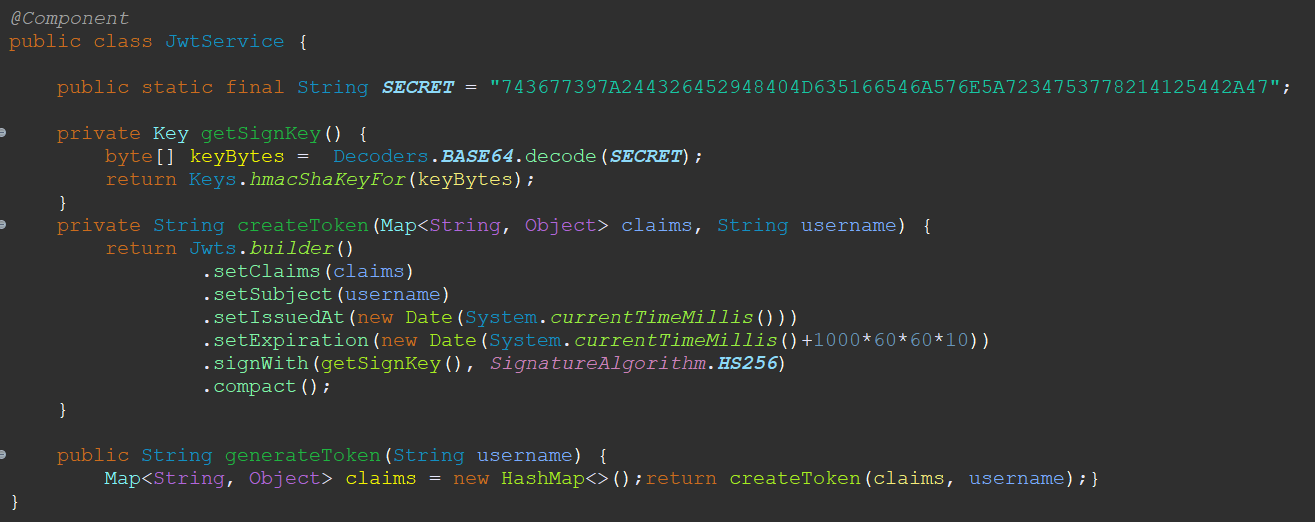 @Component
public class JwtService {
    public static final String SECRET = "743677397A244326452948404D635166546A576E5A7234753778214125442A47";
    private Key getSignKey() {
        byte[] keyBytes =  Decoders.BASE64.decode(SECRET);
        return Keys.hmacShaKeyFor(keyBytes);
    }
    private String createToken(Map<String, Object> claims, String username) {
        return Jwts.builder()
                .setClaims(claims)
                .setSubject(username)
                .setIssuedAt(new Date(System.currentTimeMillis()))
                .setExpiration(new Date(System.currentTimeMillis()+1000*60*60*10))
                .signWith(getSignKey(), SignatureAlgorithm.HS256)
                .compact();
    }
    public String generateToken(String username) {
        Map<String, Object> claims = new HashMap<>();return createToken(claims, username);}
}